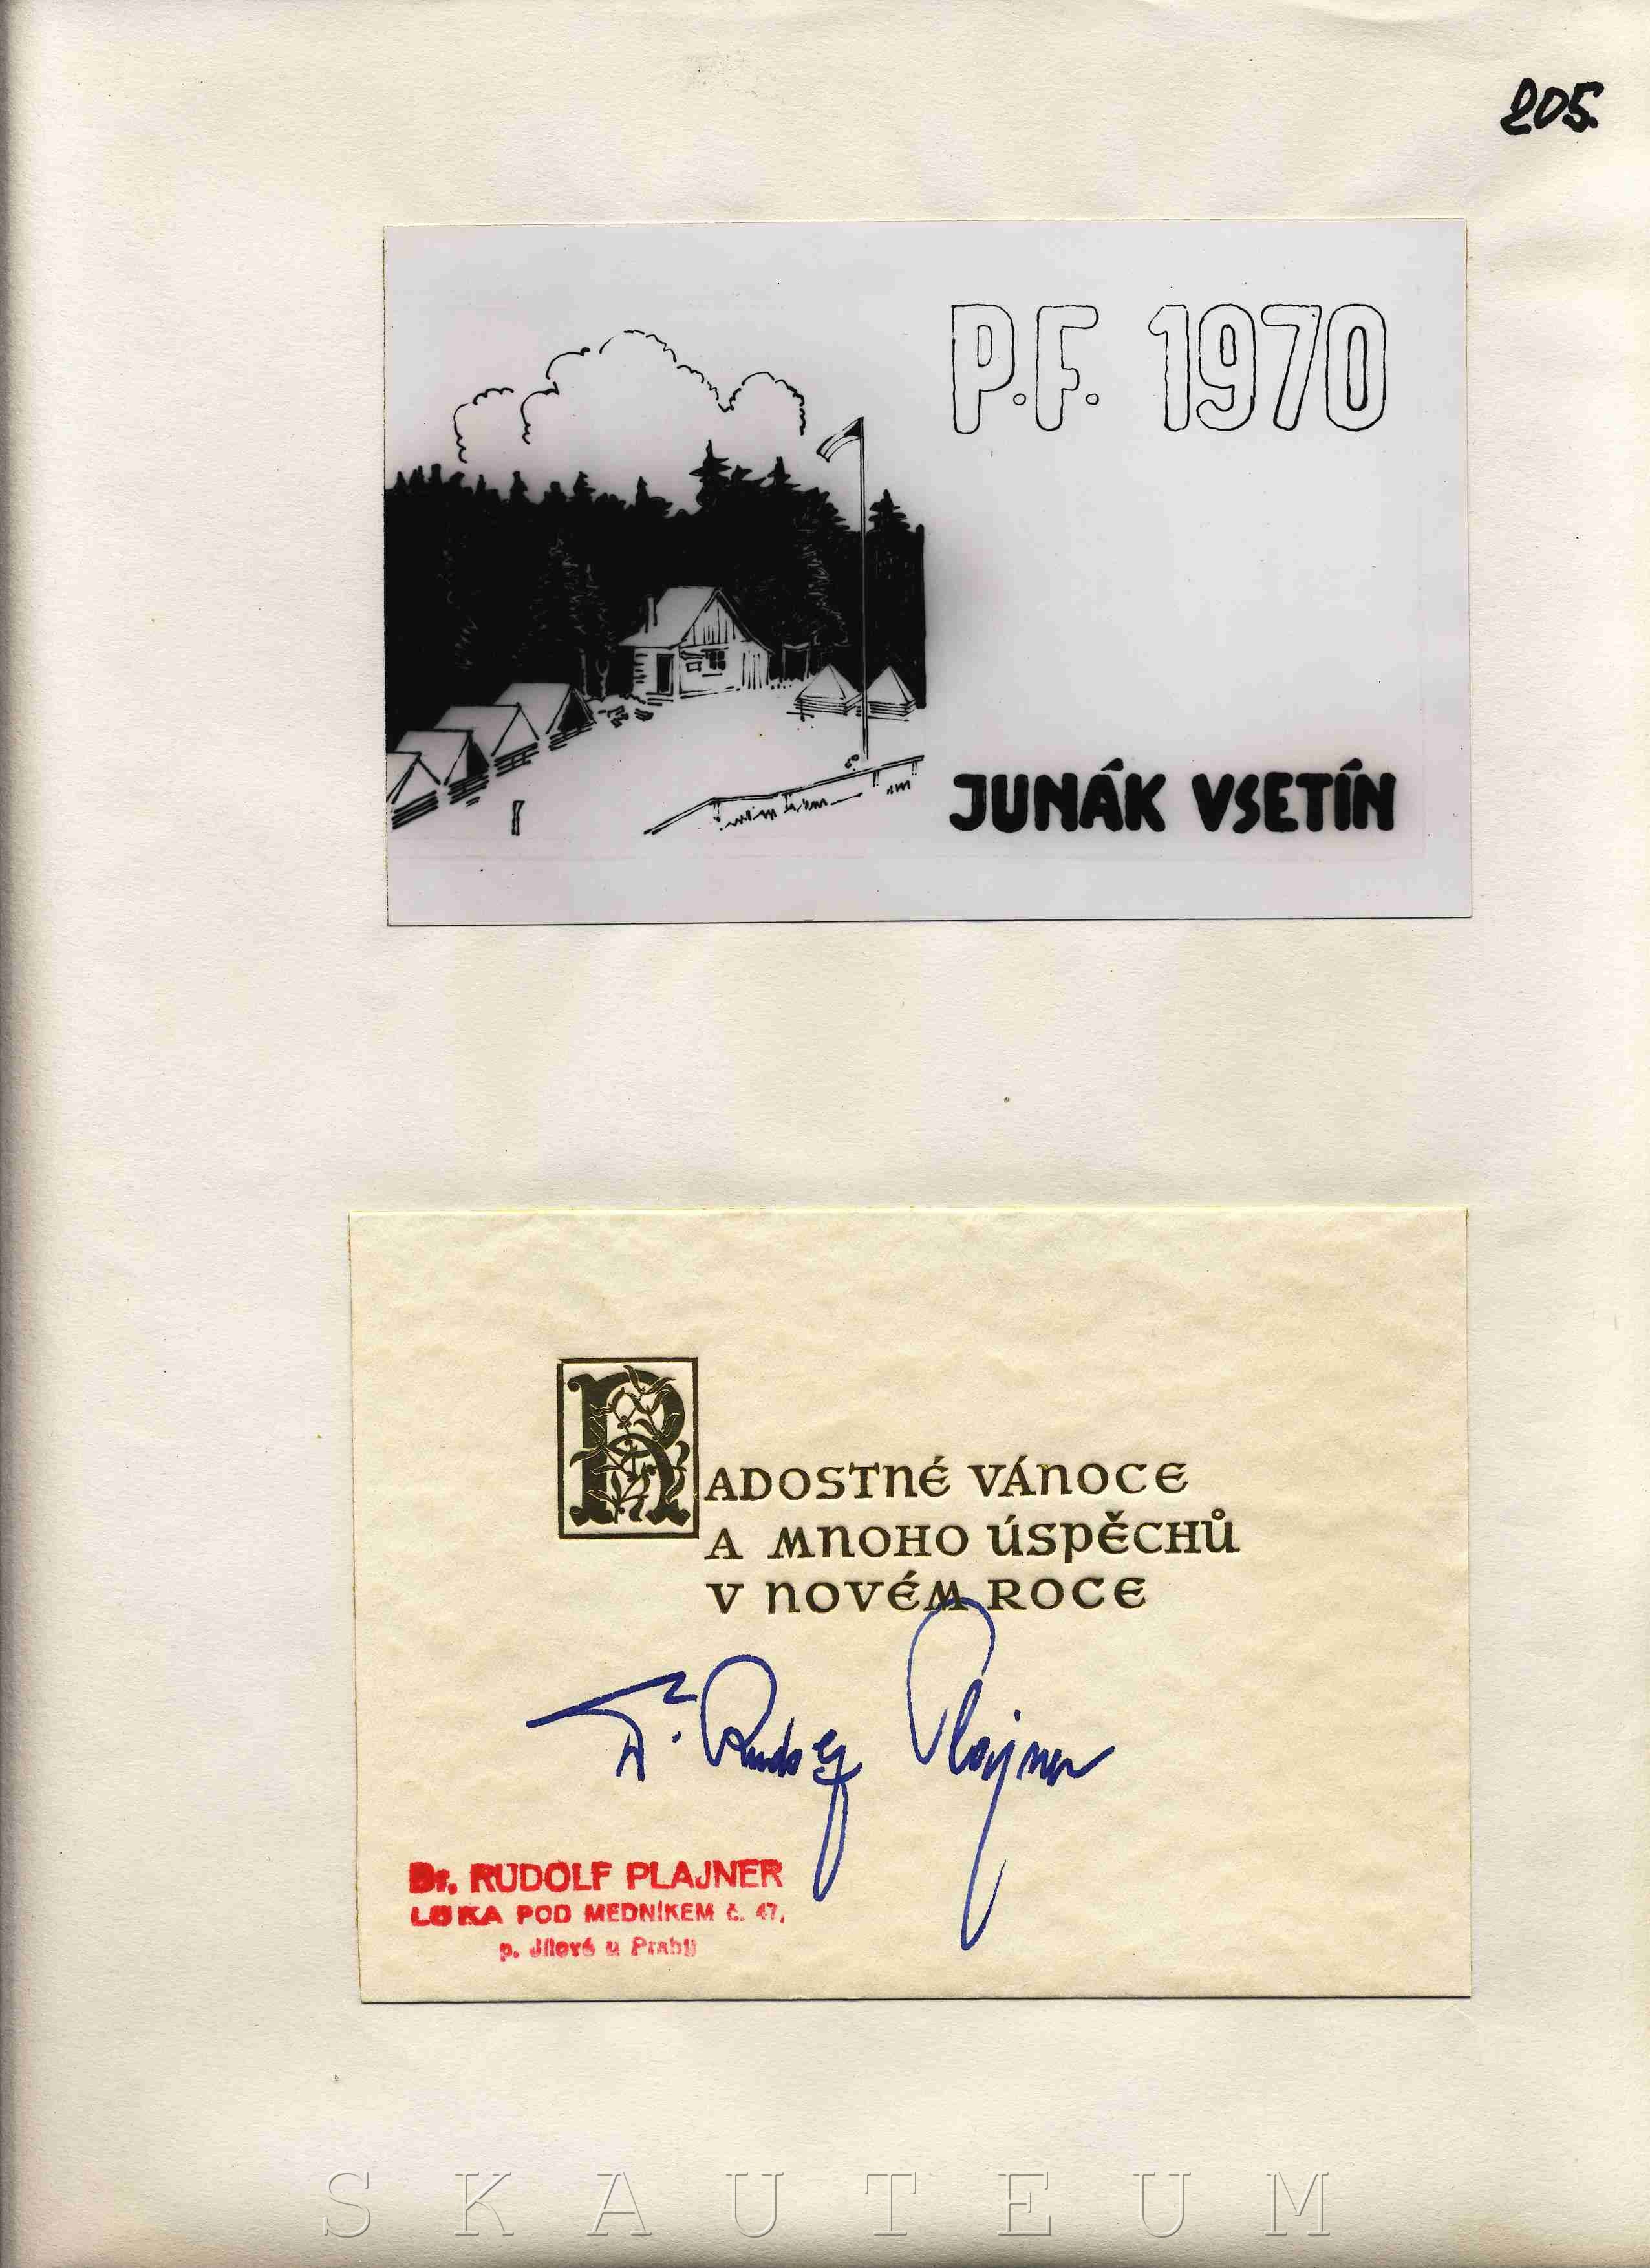 205.
P.F. 1970
JUNÁK VSETÍN
RADOSTNÉ VÁNOCE
A MNOHO ÚSPĚCHŮ
V NOVÉM ROCE
Dr. Rudolf Plajner
Dr. RUDOLF PLAJNER
LUKA POD MEDNÍKEM č. 47,
p. Jílové u Prahy
SKAUTEUM